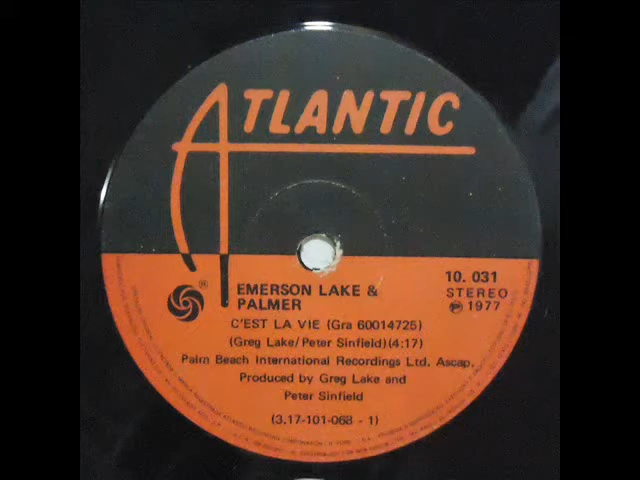 ATLANTIC
EMERSON LAKE &
PALMER
10. 031
STEREO
Ⓟ 1977
®
C'EST LA VIE (Gra 60014725)
(Greg Lake/Peter Sinfield)(4:17)
Palm Beach International Recordings Ltd. Ascap.
Produced by Greg Lake and
Peter Sinfield
(3.17-101-068 - 1)